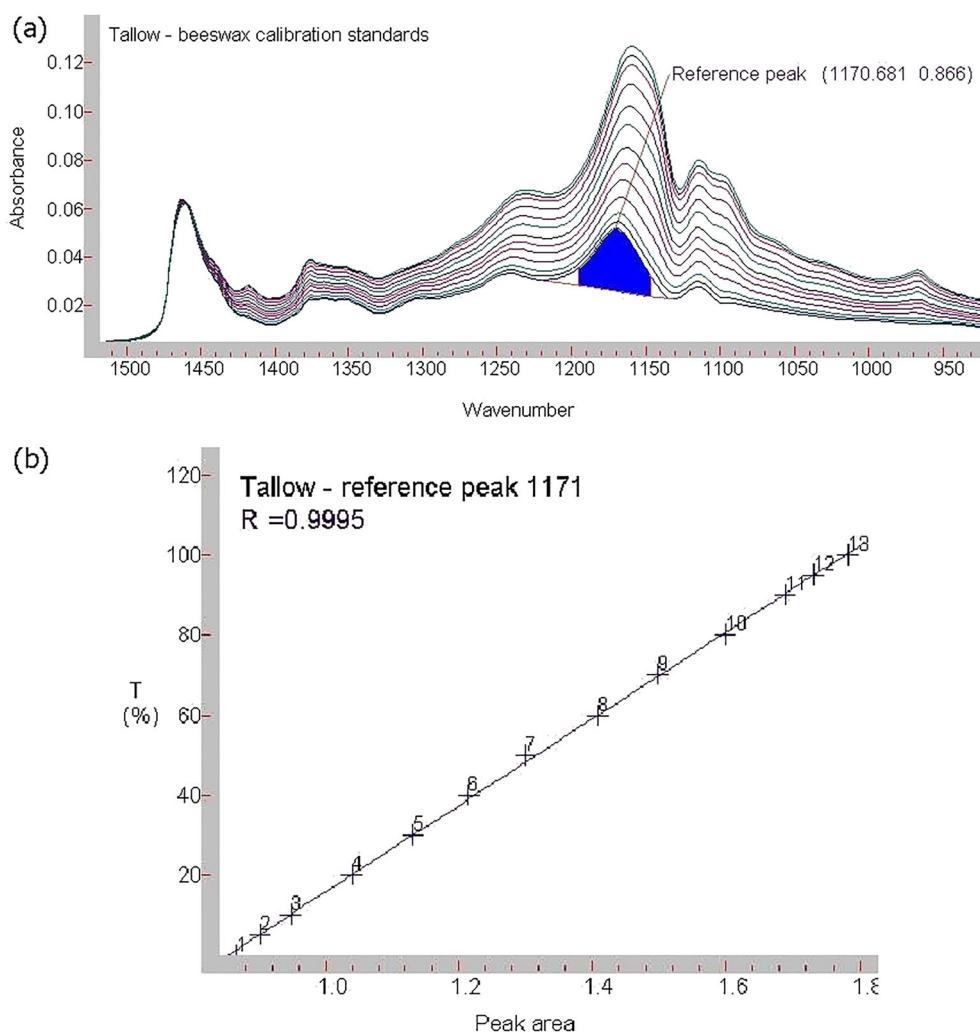 (a)
Tallow - beeswax calibration standards
Reference peak (1170.681 0.866)
Absorbance
0.12
0.10
0.08
0.06
0.04
0.02
1500 1450 1400 1350 1300 1250 1200 1150 1100 1050 1000 950
Wavenumber
(b)
Tallow - reference peak 1171
R =0.9995
T
(%)
120
100
80
60
40
20
13
12
11
10
9
8
7
6
5
4
3
2
1
1.0 1.2 1.4 1.6 1.8
Peak area